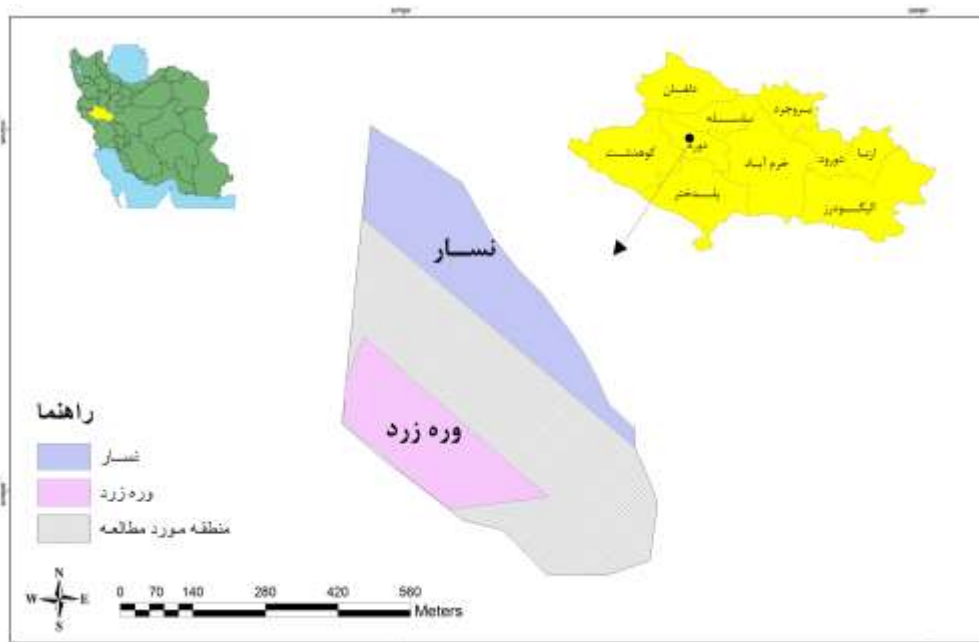 دلفان
سلسله
بروجرد
کوهدشت
دوره
خرم آباد
دورود
ازنا
پلدختر
الیگودرز
نسار
وره زرد
راهنما
نسار
وره زرد
منطقه مورد مطالعه
N
W E
S
0 70 140 280 420 560
Meters